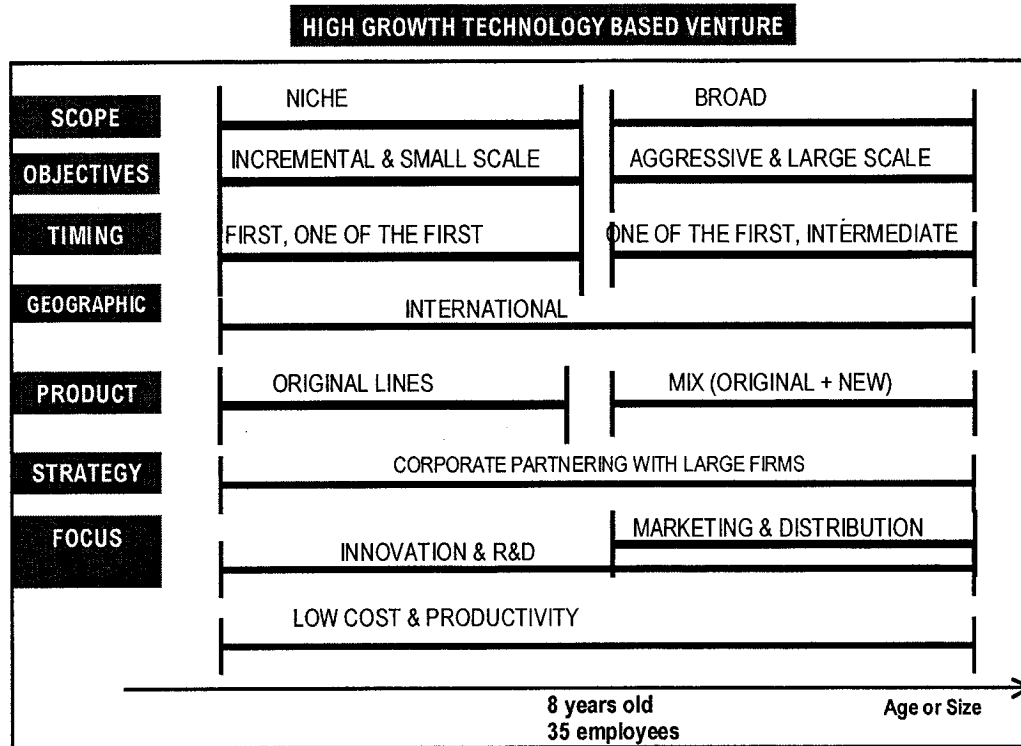 HIGH GROWTH TECHNOLOGY BASED VENTURE
SCOPE
NICHE
BROAD
OBJECTIVES
INCREMENTAL & SMALL SCALE
AGGRESSIVE & LARGE SCALE
TIMING
FIRST, ONE OF THE FIRST
ONE OF THE FIRST, INTERMEDIATE
GEOGRAPHIC
INTERNATIONAL
PRODUCT
ORIGINAL LINES
MIX (ORIGINAL + NEW)
STRATEGY
CORPORATE PARTNERING WITH LARGE FIRMS
FOCUS
MARKETING & DISTRIBUTION
INNOVATION & R&D
LOW COST & PRODUCTIVITY
8 years old
35 employees
Age or Size